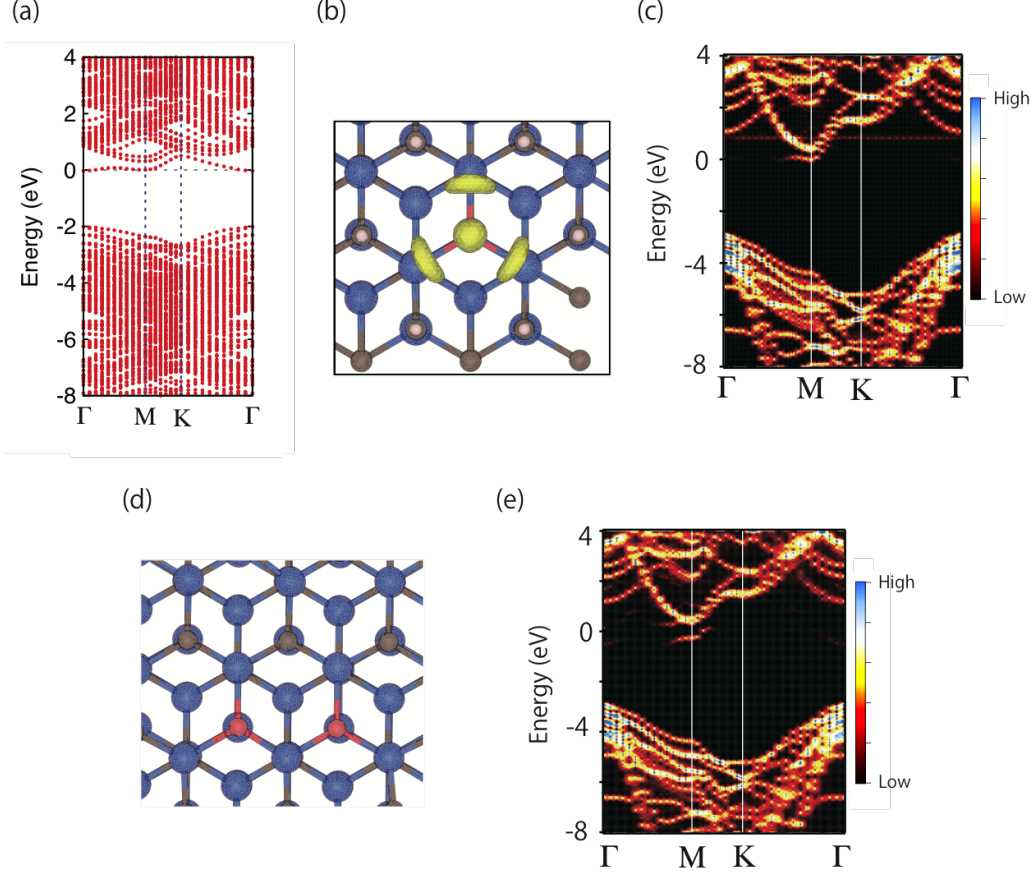 (a)
4
2
0
-2
-4
-6
-8
Energy (eV)
Γ M K Γ
(b)
(c)
4
0
-4
-8
Energy (eV)
Γ M K Γ
High
Low
(d)
(e)
4
0
-4
-8
Energy (eV)
Γ M K Γ
High
Low